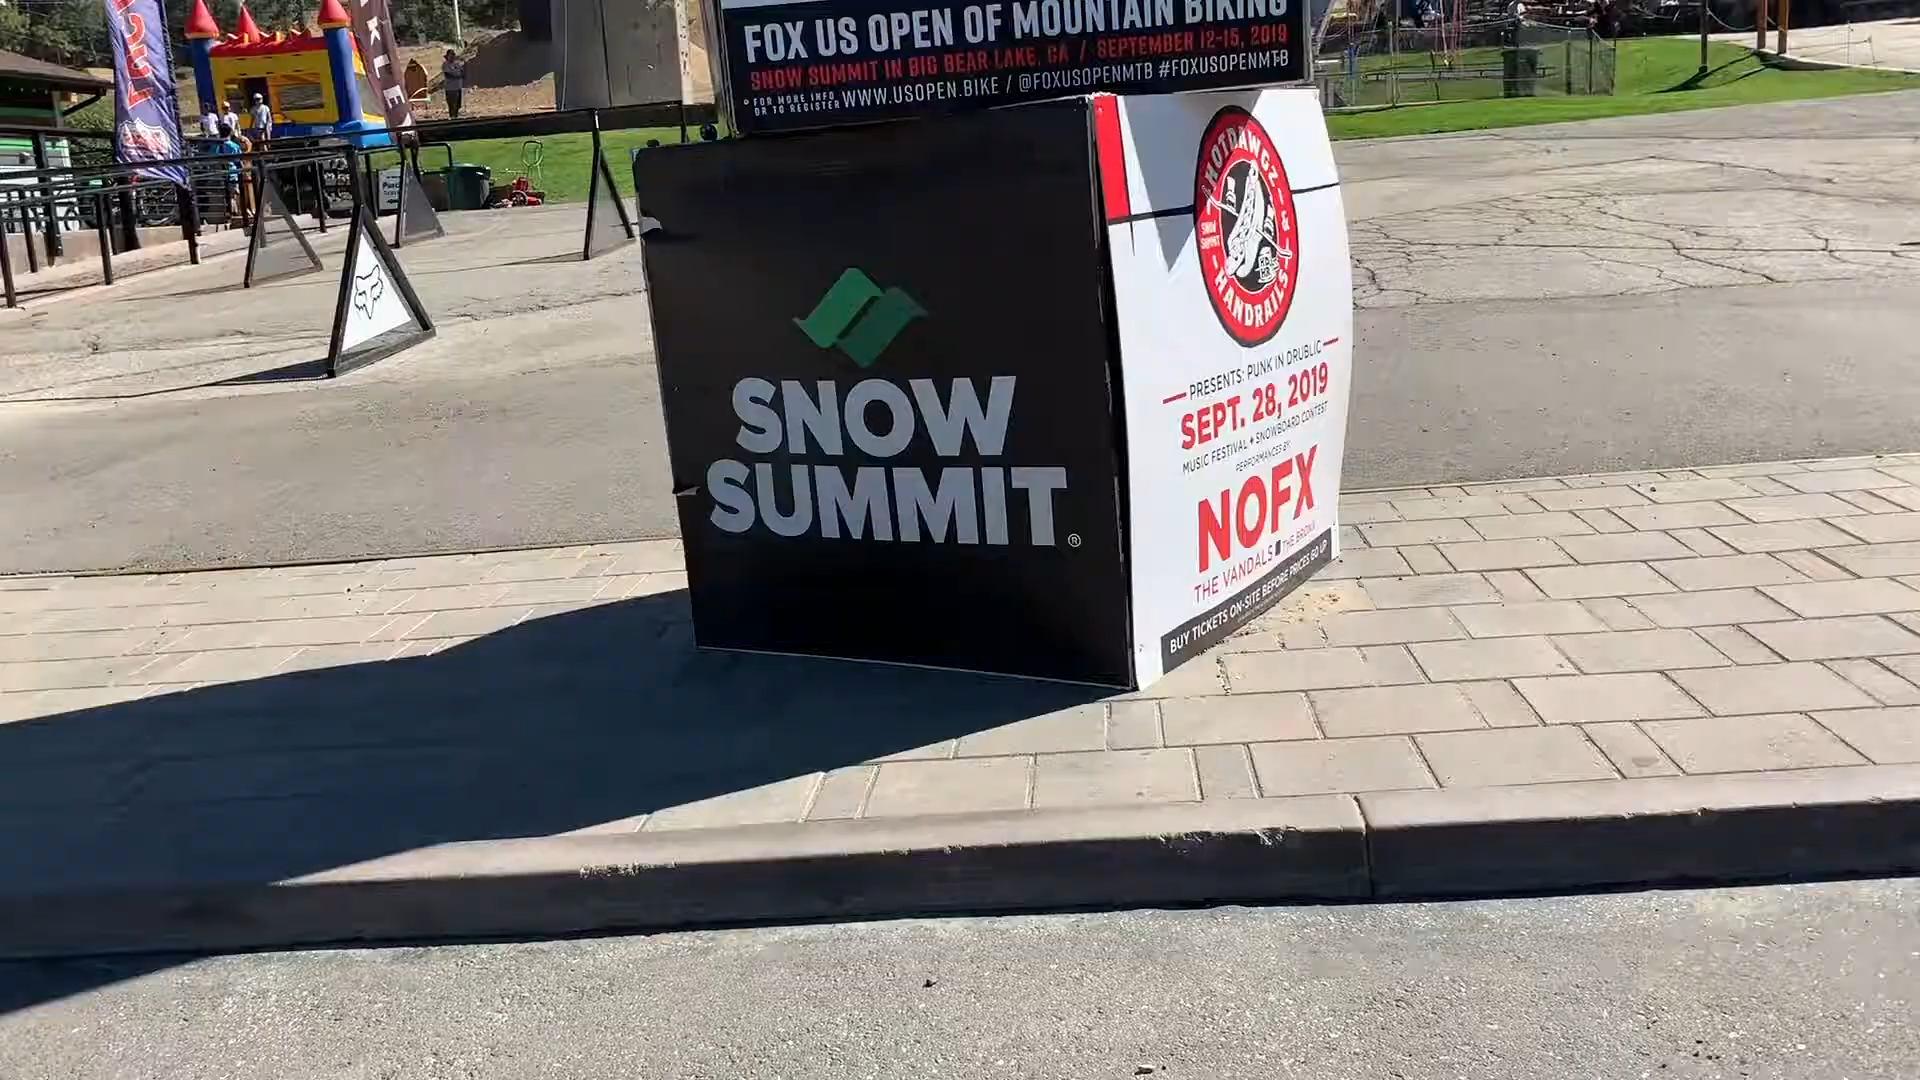 FOX US OPEN OF MOUNTAIN BIKING
SNOW SUMMIT IN BIG BEAR LAKE, CA / SEPTEMBER 12-15, 2019
* FOR MORE INFO OR TO REGISTER WWW.USOPEN.BIKE / @FOXUSOPENMTB #FOXUSOPENMTB
SNOW
SUMMIT®
HOTDAWGZ & HANDRAILS
SNOW
SUMMIT
HD
HR
PRESENTS: PUNK IN DRUBLIC
SEPT. 28, 2019
MUSIC FESTIVAL + SNOWBOARD CONTEST
PERFORMANCES BY
NOFX
THE VANDALS THE BRONX
BUY TICKETS ON-SITE BEFORE PRICES GO UP